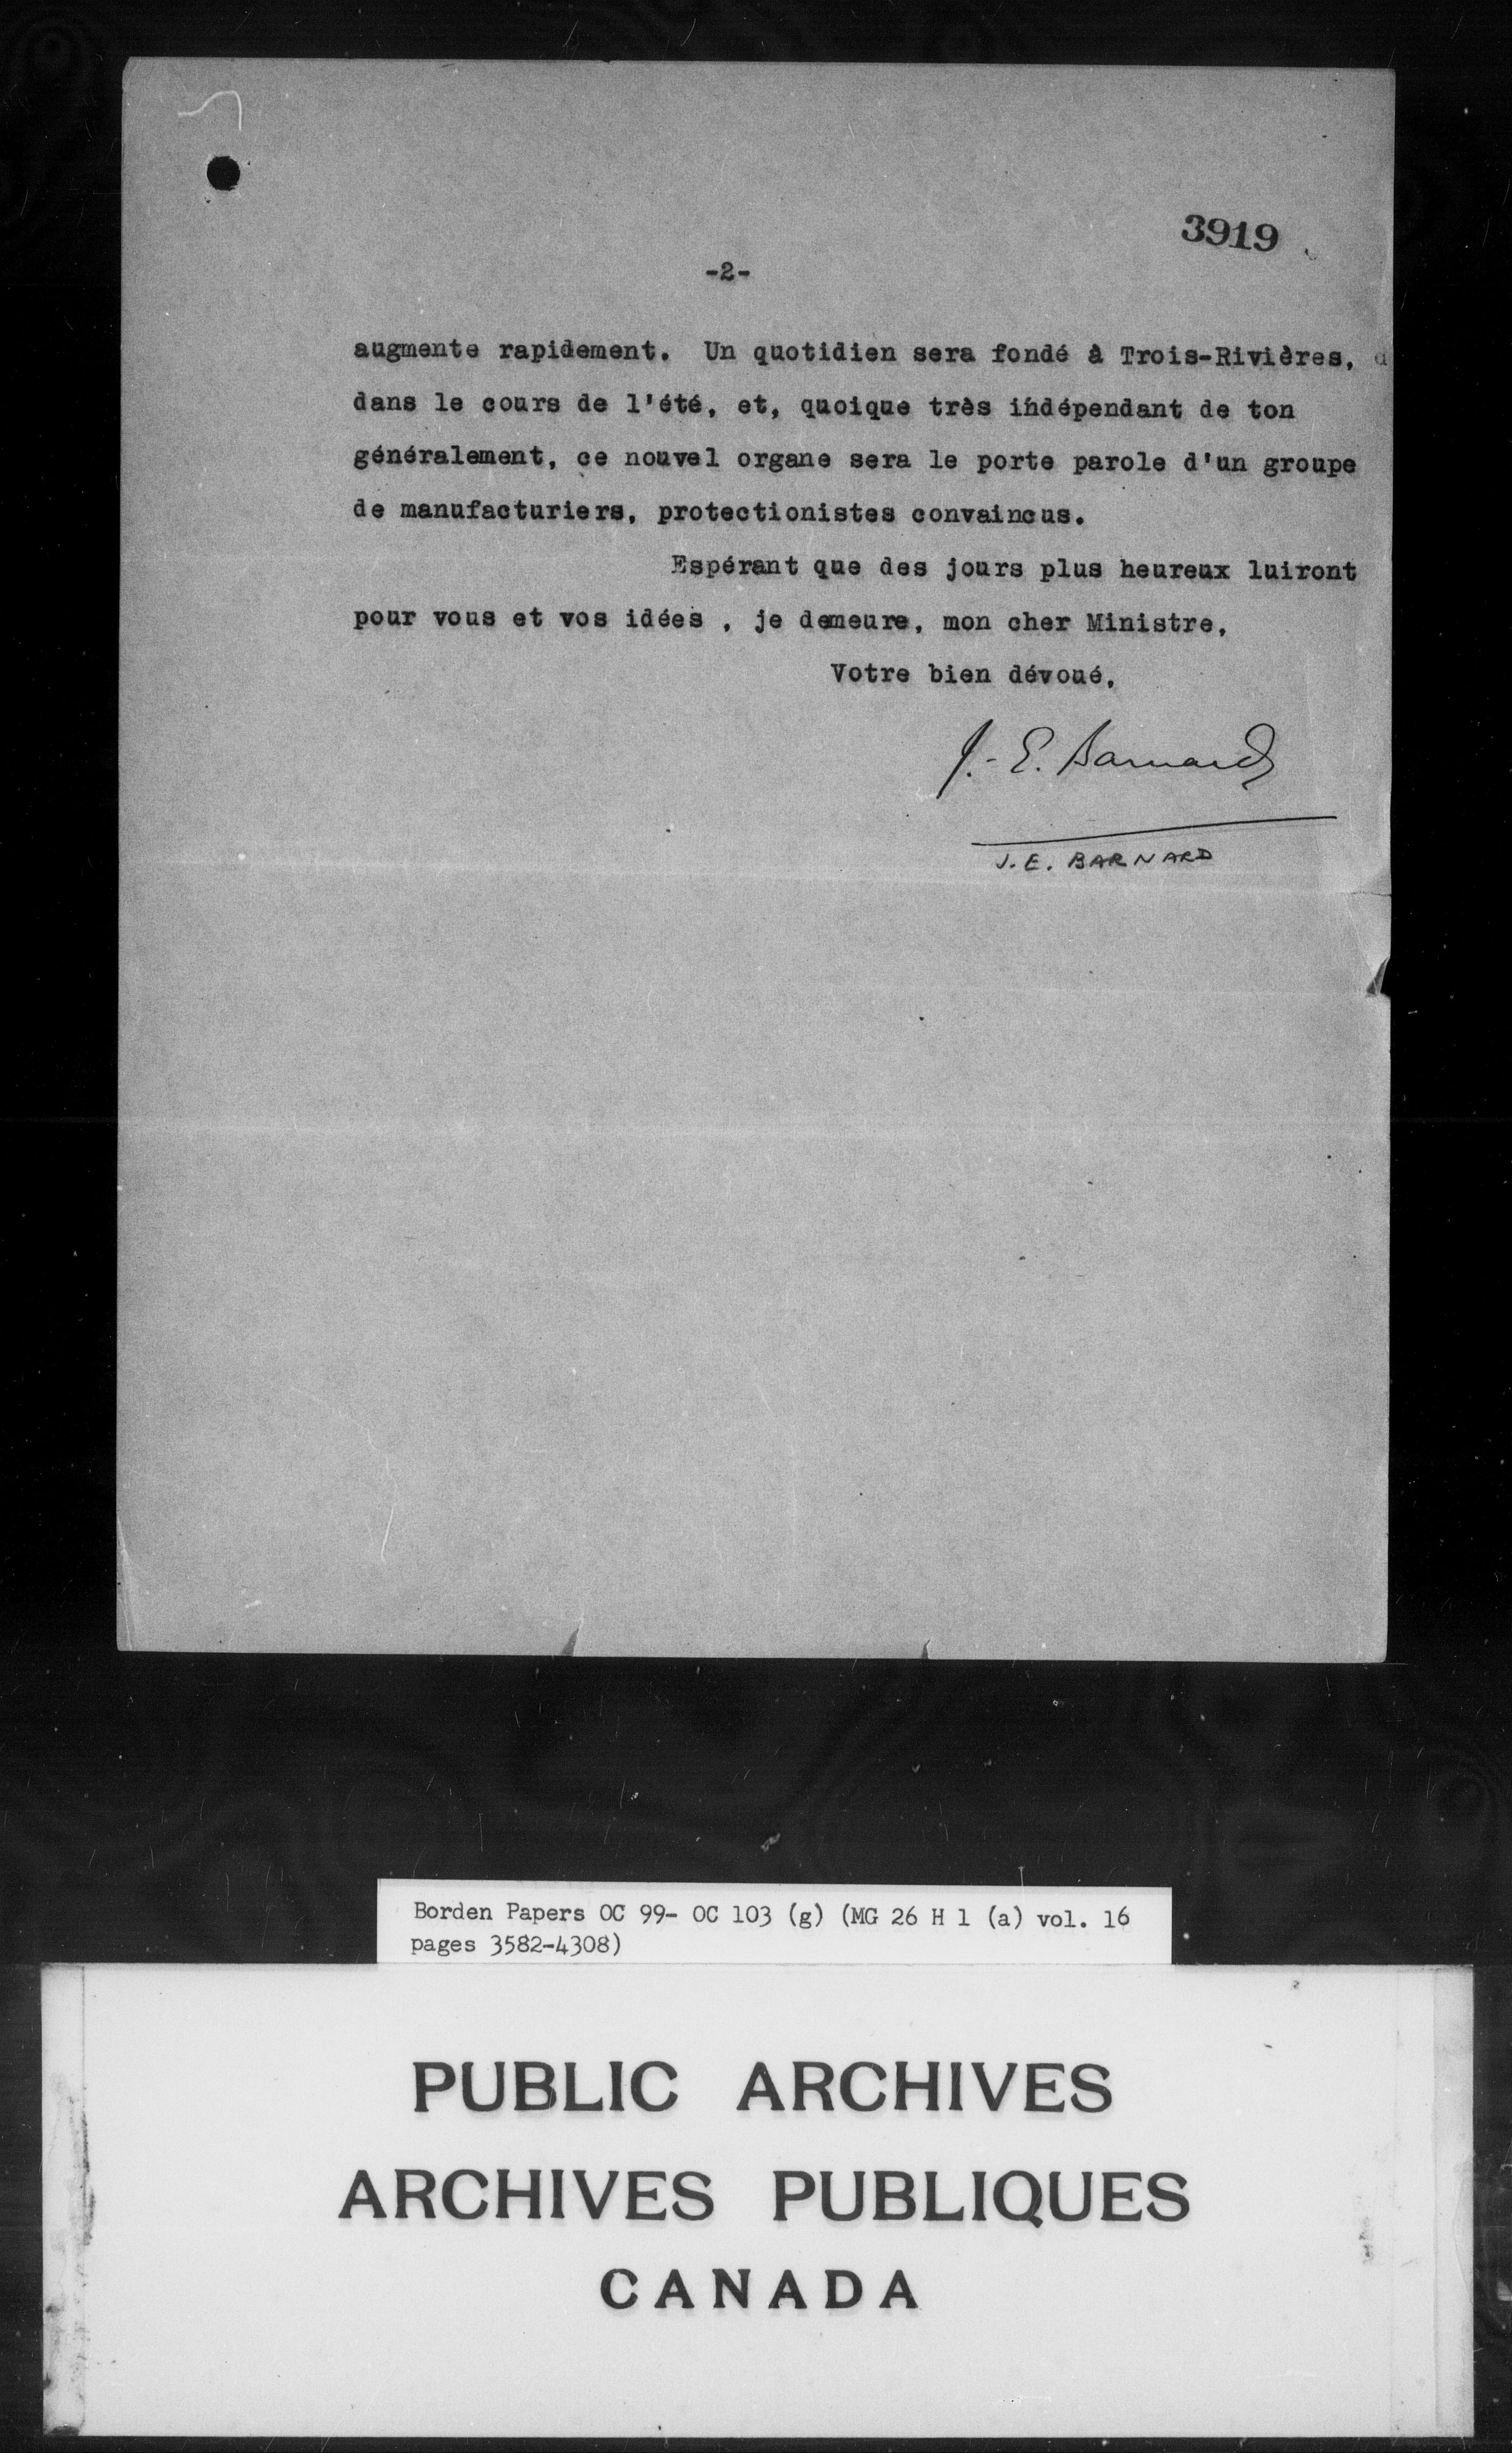 3919
-2-
augmente rapidement. Un quotidien sera fondé à Trois-Rivières, d
dans le cours de l'été, et, quoique très indépendant de ton
généralement, ce nouvel organe sera le porte parole d'un groupe
de manufacturiers, protectionistes convaincus.
Espérant que des jours plus heureux luiront
pour vous et vos idées , je demeure, mon cher Ministre,
Votre bien dévoué,
J.-E. Barnard
J.E. BARNARD
Borden Papers OC 99- OC 103 (g) (MG 26 H 1 (a) vol. 16
pages 3582-4308)
PUBLIC ARCHIVES
ARCHIVES PUBLIQUES
CANADA